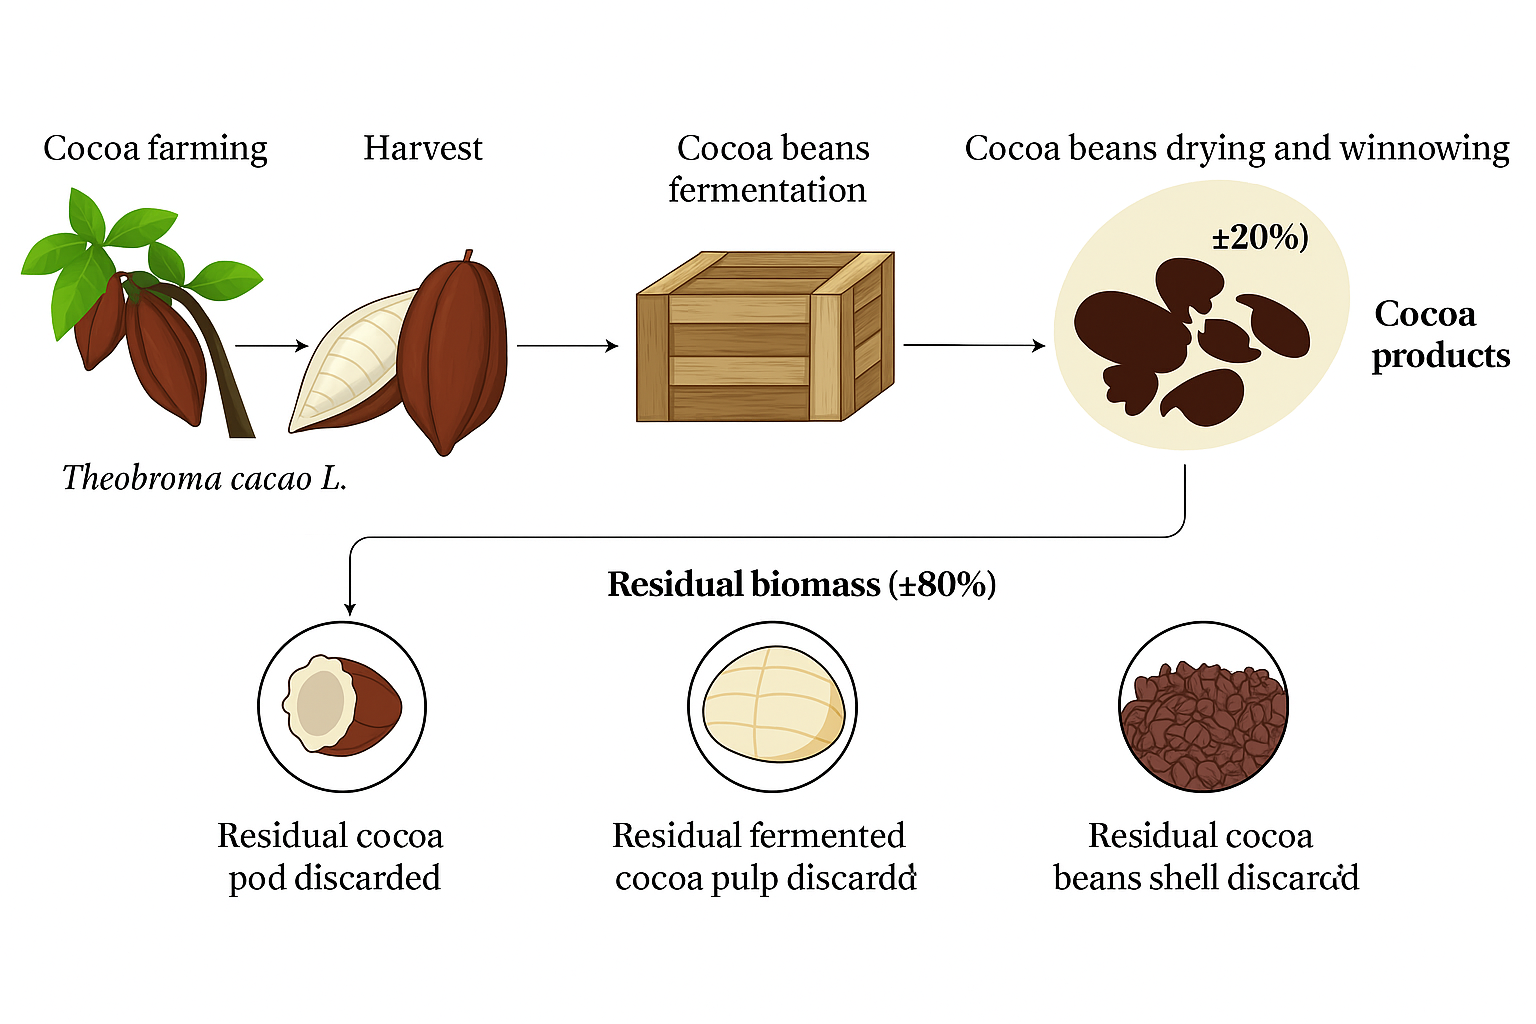 Cocoa farming
Harvest
Cocoa beans
fermentation
Cocoa beans drying and winnowing
±20%)
Cocoa
products
Theobroma cacao L.
Residual biomass (±80%)
Residual cocoa
pod discarded
Residual fermented
cocoa pulp
Residual cocoa
beans shell